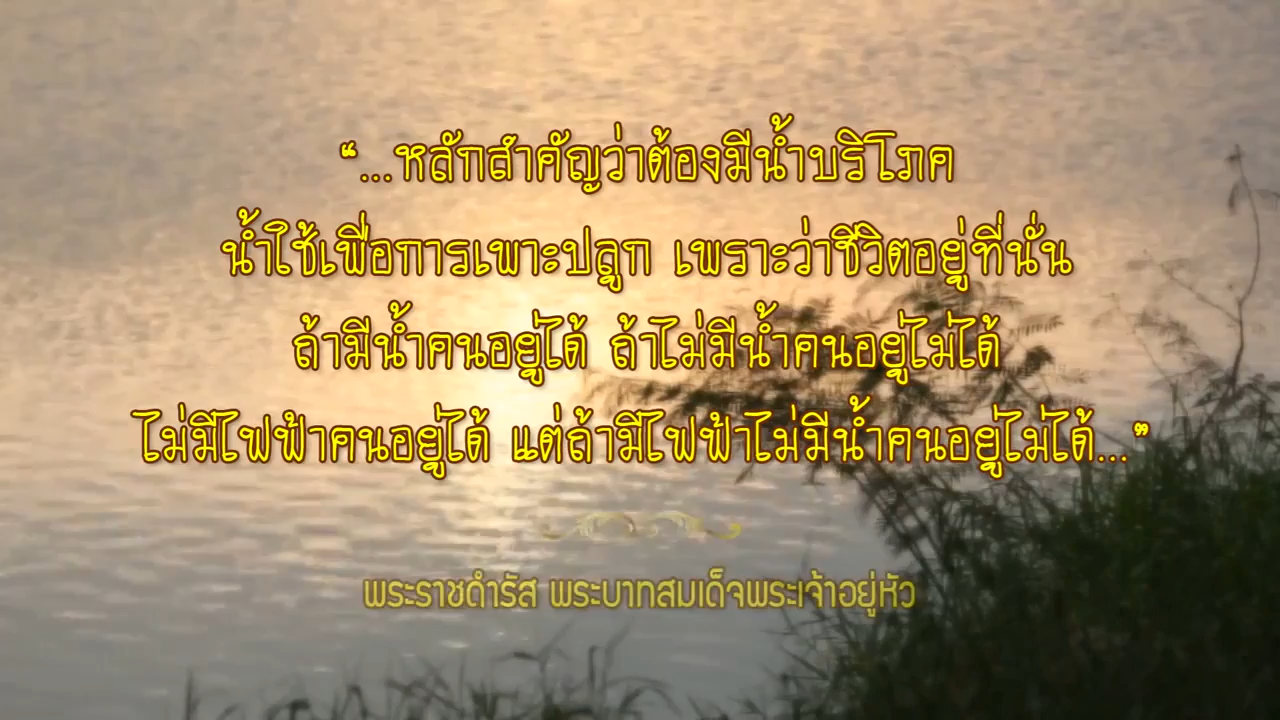 “...หลักสำคัญว่าต้องมีน้ำบริโภค
น้ำใช้เพื่อการเพาะปลูก เพราะว่าชีวิตอยู่ที่นั่น
ถ้ามีน้ำคนอยู่ได้ ถ้าไม่มีน้ำคนอยู่ไม่ได้
ไม่มีไฟฟ้าคนอยู่ได้ แต่ถ้ามีไฟฟ้าไม่มีน้ำคนอยู่ไม่ได้...”
พระราชดำรัส พระบาทสมเด็จพระเจ้าอยู่หัว